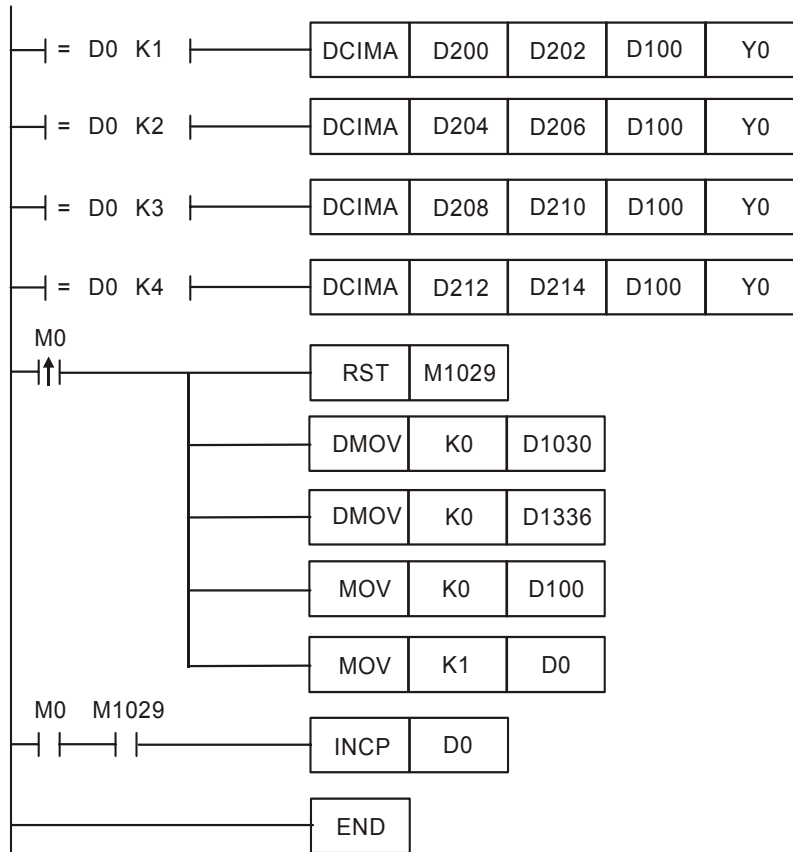 = D0 K1 DCIMA D200 D202 D100 Y0
= D0 K2 DCIMA D204 D206 D100 Y0
= D0 K3 DCIMA D208 D210 D100 Y0
= D0 K4 DCIMA D212 D214 D100 Y0
M0
RST M1029
DMOV K0 D1030
DMOV K0 D1336
MOV K0 D100
MOV K1 D0
M0 M1029
INCP D0
END